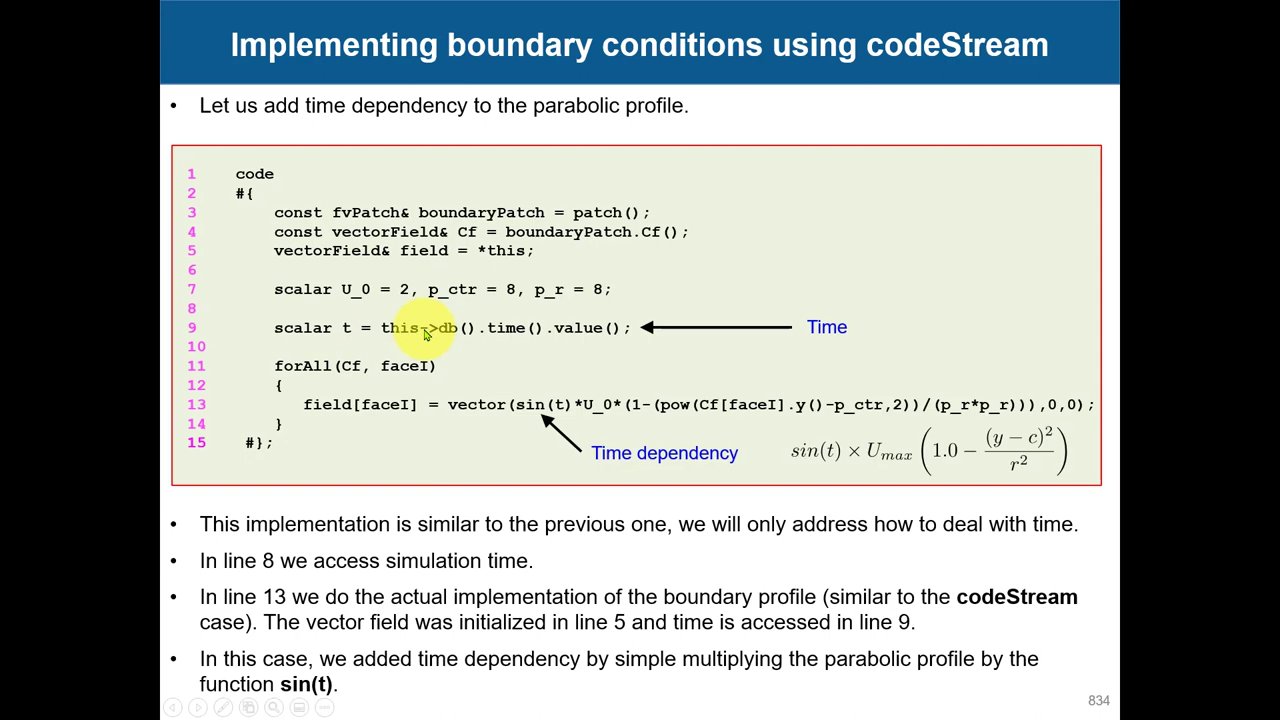 Implementing boundary conditions using codeStream
• Let us add time dependency to the parabolic profile.
1 code
2 #{
3 const fvPatch& boundaryPatch = patch();
4 const vectorField& Cf = boundaryPatch.Cf();
5 vectorField& field = *this;
6
7 scalar U_0 = 2, p_ctr = 8, p_r = 8;
8
9 scalar t = this->db().time().value(); Time
10
11 forAll(Cf, faceI)
12 {
13 field[faceI] = vector(sin(t)*U_0*(1-(pow(Cf[faceI].y()-p_ctr,2))/(p_r*p_r))),0,0);
14 }
15 #};
Time dependency
sin(t) × U_max (1.0 − (y − c)² / r²)
• This implementation is similar to the previous one, we will only address how to deal with time.
• In line 8 we access simulation time.
• In line 13 we do the actual implementation of the boundary profile (similar to the codeStream
case). The vector field was initialized in line 5 and time is accessed in line 9.
• In this case, we added time dependency by simple multiplying the parabolic profile by the
function sin(t).
834